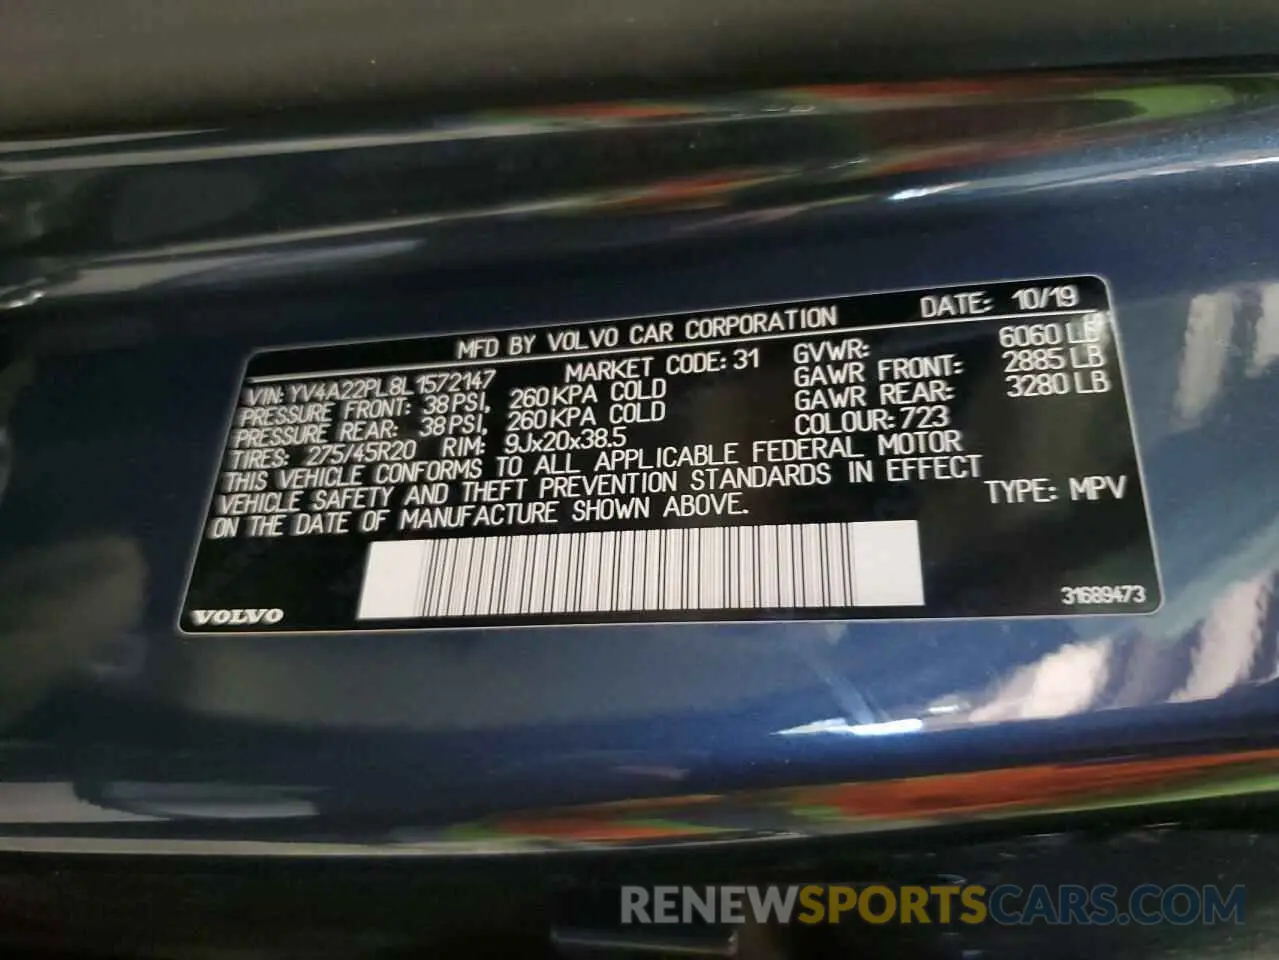 MFD BY VOLVO CAR CORPORATION DATE: 10/19
VIN: YV4A22PL8L1572147 MARKET CODE: 31 GVWR: 6060 LB
PRESSURE FRONT: 38 PSI, 260 KPA COLD GAWR FRONT: 2885 LB
PRESSURE REAR: 38 PSI, 260 KPA COLD GAWR REAR: 3280 LB
TIRES: 275/45R20 RIM: 9Jx20x38.5 COLOUR: 723
THIS VEHICLE CONFORMS TO ALL APPLICABLE FEDERAL MOTOR
VEHICLE SAFETY AND THEFT PREVENTION STANDARDS IN EFFECT
ON THE DATE OF MANUFACTURE SHOWN ABOVE. TYPE: MPV
VOLVO 31689473
RENEWSPORTSCARS.COM